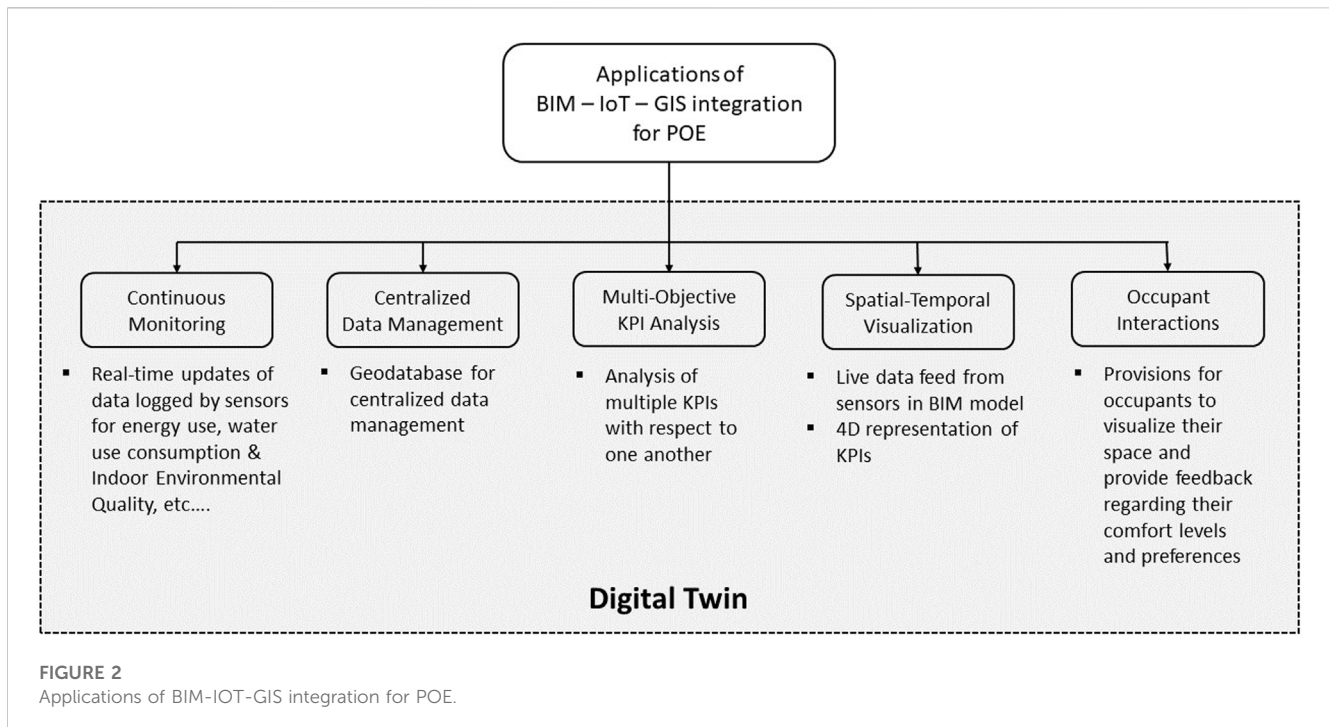 Applications of
BIM – IoT – GIS integration
for POE
Continuous
Monitoring
▪ Real-time updates of
data logged by sensors
for energy use, water
use consumption &
Indoor Environmental
Quality, etc....
Centralized
Data Management
▪ Geodatabase for
centralized data
management
Multi-Objective
KPI Analysis
▪ Analysis of
multiple KPIs
with respect to
one another
Spatial-Temporal
Visualization
▪ Live data feed from
sensors in BIM model
▪ 4D representation of
KPIs
Occupant
Interactions
▪ Provisions for
occupants to
visualize their
space and
provide feedback
regarding their
comfort levels
and preferences
Digital Twin
FIGURE 2
Applications of BIM-IOT-GIS integration for POE.